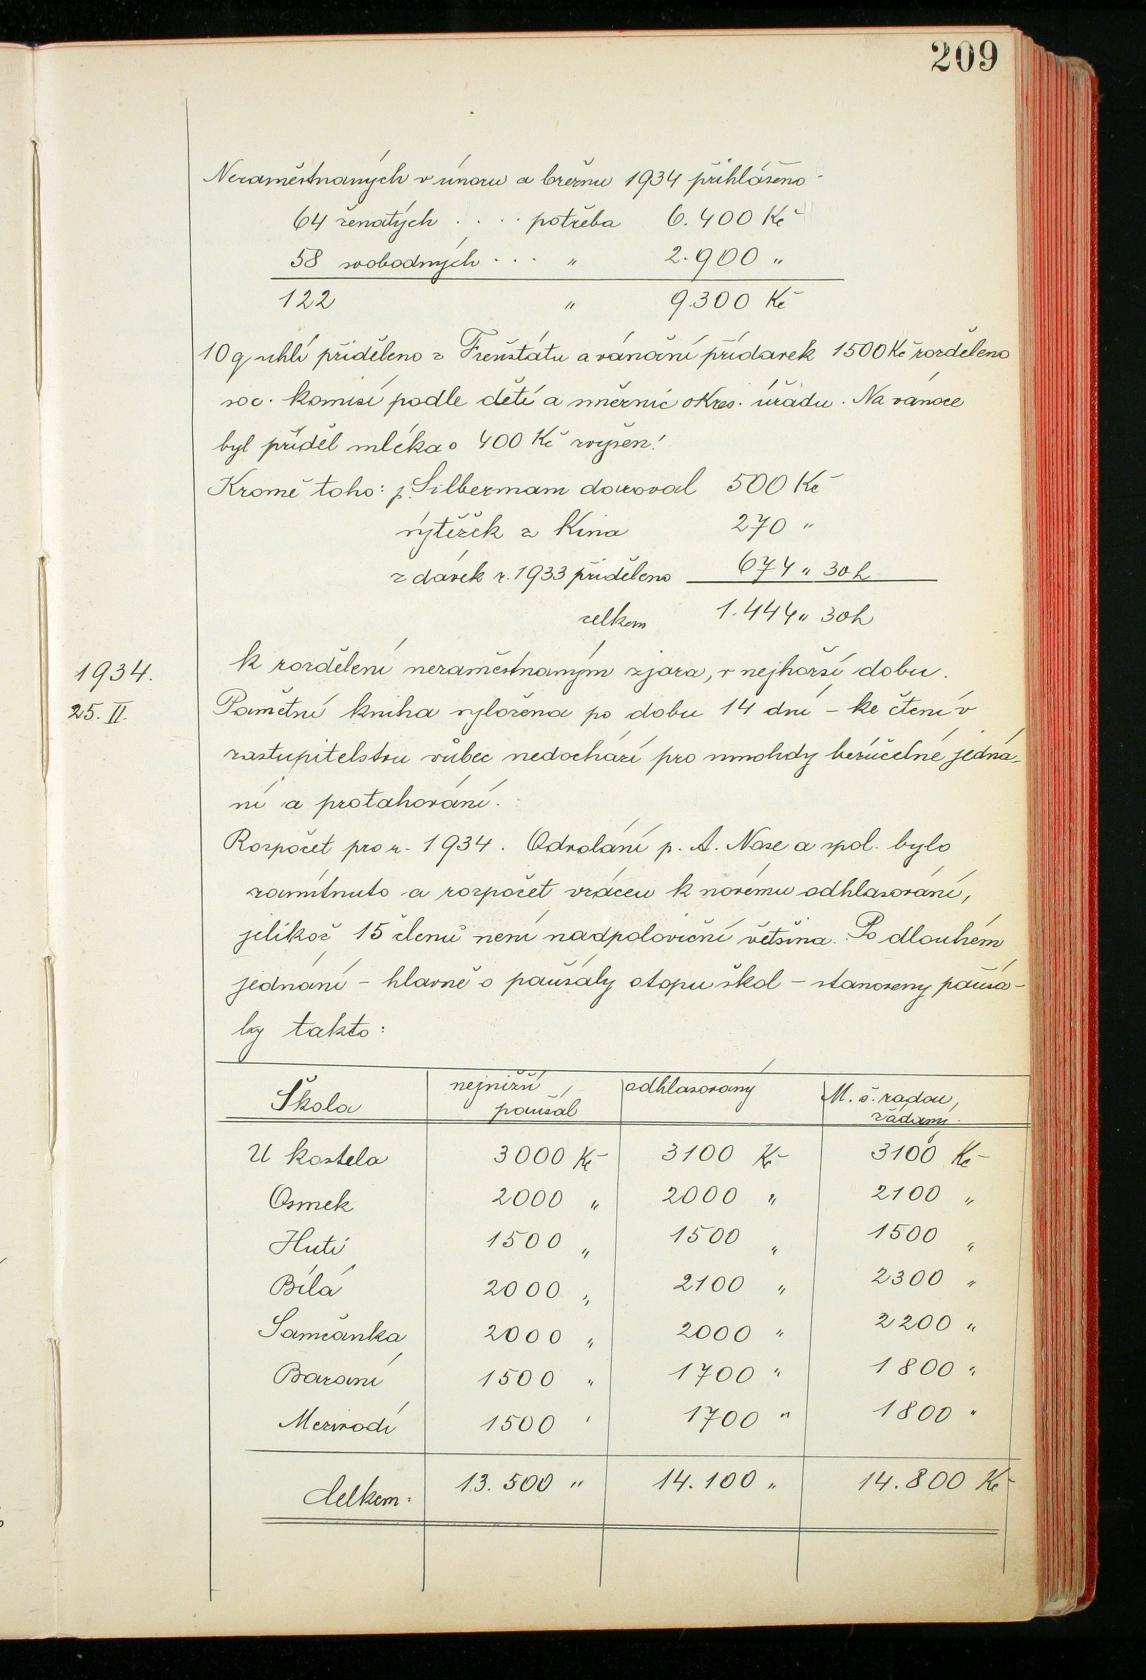 209
Nezaměstnaných v únoru a březnu 1934 přihlášeno
64 ženatých . . . . potřeba 6.400 Kč
58 svobodných . . . " 2.900 "
122 " 9.300 Kč
10 q uhlí přiděleno z Frenštátu a vánoční přídavek 1500 Kč rozděleno
soc. komisí podle dětí a směrnic okres. úřadu. Na vánoce
byl příděl mléka o 400 Kč zvýšen!
Kromě toho: p. Silbermam daroval 500 Kč
výtěžek z Kina 270 "
z dávek r. 1933 přiděleno 674 " 30 h
celkem 1.444 " 30 h
k rozdělení nezaměstnaným zjara, v nejhorší dobu.
1934.
25. II.
Pamětní kniha vyložena po dobu 14 dní – ke čtení v
zastupitelstvu vůbec nedochází pro mnohdy bezúčelné jedná-
ní a protahování.
Rozpočet pro r. 1934. Odvolání p. A. Nose a spol. bylo
zamítnuto a rozpočet vrácen k novému odhlasování,
jelikož 15 členů není nadpoloviční většina. Po dlouhém
jednání – hlavně o paušály otopu škol – stanoveny paušá-
ly takto:
Škola nejnižší paušál odhlasovaný M. š. radou, žádaný.
U kostela 3000 Kč 3100 Kč 3100 Kč
Osmek 2000 " 2000 " 2100 "
Hutí 1500 " 1500 " 1500 "
Bílá 2000 " 2100 " 2300 "
Samčanka 2000 " 2000 " 2200 "
Baraní 1500 " 1700 " 1800 "
Mezivodí 1500 ' 1700 " 1800 "
Celkem: 13.500 " 14.100 " 14.800 Kč